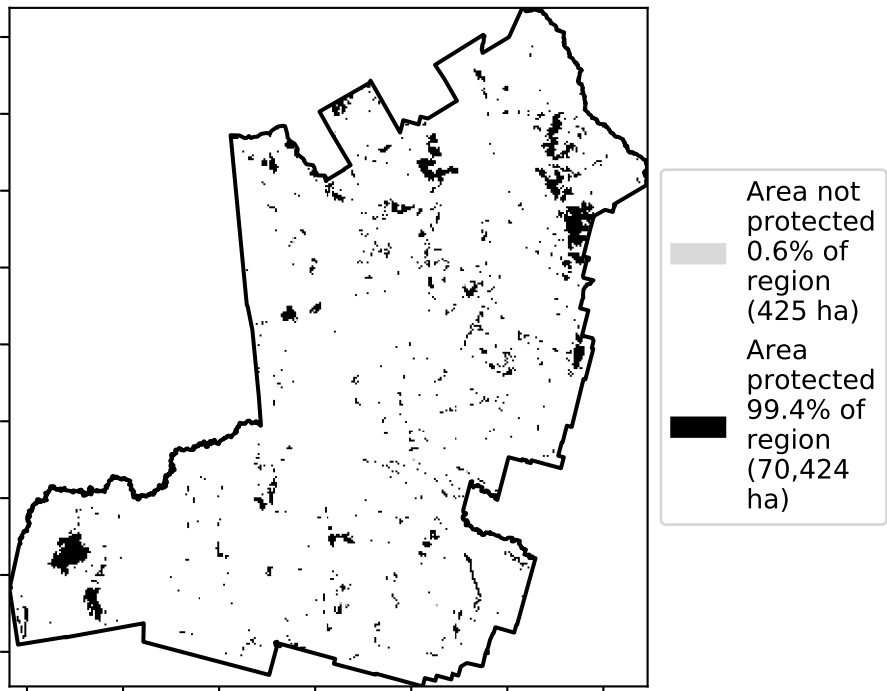 Area not
protected
0.6% of
region
(425 ha)
Area
protected
99.4% of
region
(70,424
ha)